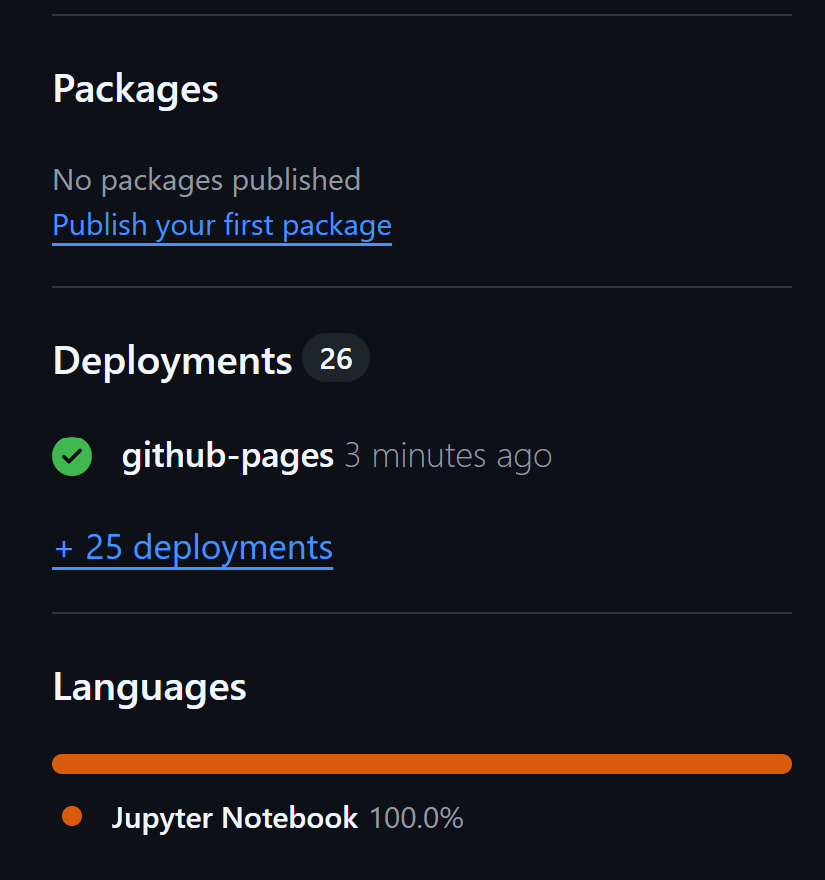 Packages
No packages published
Publish your first package
Deployments 26
github-pages 3 minutes ago
+ 25 deployments
Languages
Jupyter Notebook 100.0%